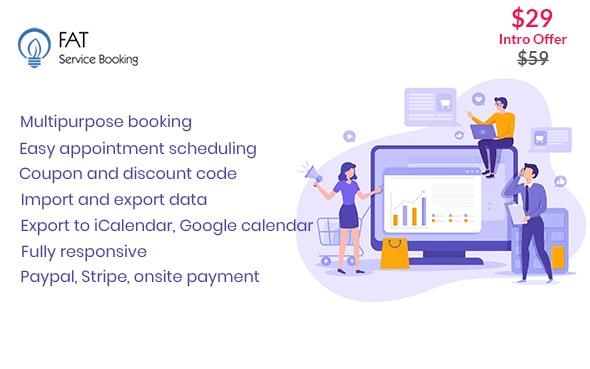 FAT
Service Booking
$29
Intro Offer
$59
Multipurpose booking
Easy appointment scheduling
Coupon and discount code
Import and export data
Export to iCalendar, Google calendar
Fully responsive
Paypal, Stripe, onsite payment